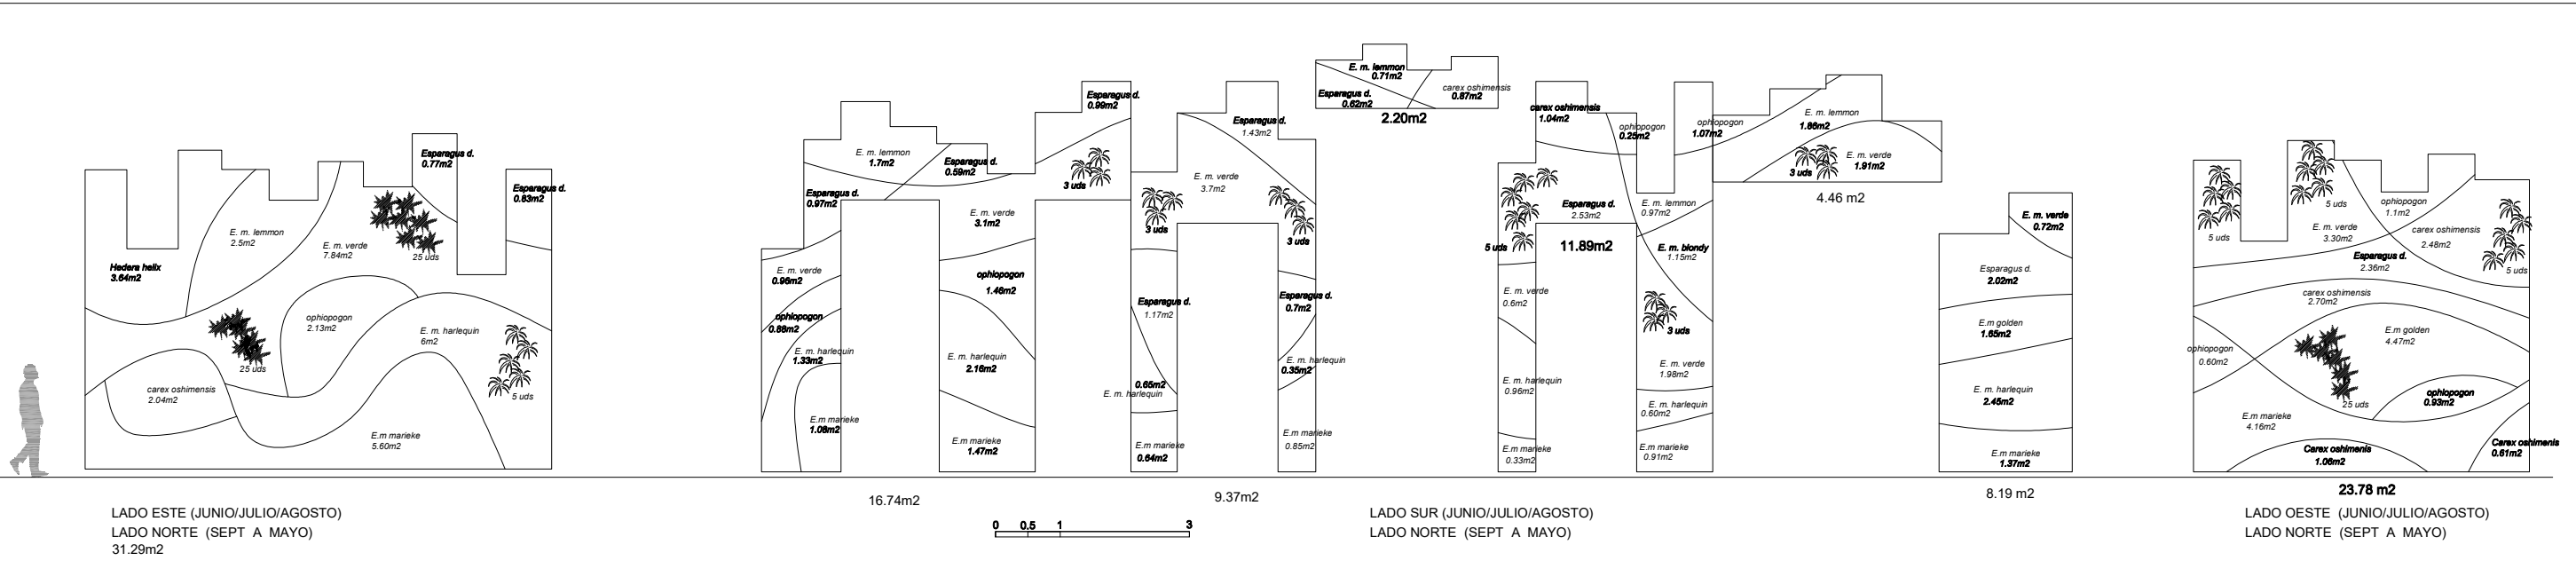 Esparagus d.
0.77m2
Esparagus d.
0.83m2
E. m. lemmon
2.5m2
E. m. verde
7.84m2
25 uds
Hedera helix
3.64m2
ophiopogon
2.13m2
E. m. harlequin
6m2
25 uds
5 uds
carex oshimensis
2.04m2
E.m marieke
5.60m2
LADO ESTE (JUNIO/JULIO/AGOSTO)
LADO NORTE (SEPT A MAYO)
31.29m2
Esparagus d.
0.99m2
E. m. lemmon
1.7m2
Esparagus d.
0.59m2
3 uds
Esparagus d.
0.97m2
E. m. verde
3.1m2
E. m. verde
0.96m2
ophiopogon
1.46m2
ophiopogon
0.86m2
E. m. harlequin
1.33m2
E. m. harlequin
2.16m2
E.m marieke
1.08m2
E.m marieke
1.47m2
16.74m2
Esparagus d.
1.43m2
E. m. verde
3.7m2
3 uds
3 uds
Esparagus d.
1.17m2
Esparagus d.
0.7m2
E. m. harlequin
0.35m2
0.65m2
E. m. harlequin
E.m marieke
0.64m2
E.m marieke
0.85m2
9.37m2
0 0.5 1 3
E. m. lemmon
0.71m2
Esparagus d.
0.62m2
carex oshimensis
0.87m2
2.20m2
carex oshimensis
1.04m2
ophiopogon
0.25m2
ophiopogon
1.07m2
E. m. lemmon
1.86m2
E. m. verde
1.91m2
3 uds
4.46 m2
Esparagus d.
2.53m2
E. m. lemmon
0.97m2
5 uds
11.89m2
E. m. blondy
1.15m2
E. m. verde
0.6m2
3 uds
E. m. verde
1.98m2
E. m. harlequin
0.96m2
E. m. harlequin
0.60m2
E.m marieke
0.33m2
E.m marieke
0.91m2
LADO SUR (JUNIO/JULIO/AGOSTO)
LADO NORTE (SEPT A MAYO)
E. m. verde
0.72m2
Esparagus d.
2.02m2
E.m golden
1.65m2
E. m. harlequin
2.45m2
E.m marieke
1.37m2
8.19 m2
5 uds
5 uds
ophiopogon
1.1m2
E. m. verde
3.30m2
carex oshimensis
2.48m2
Esparagus d.
2.36m2
5 uds
carex oshimensis
2.70m2
E.m golden
4.47m2
ophiopogon
0.60m2
25 uds
ophiopogon
0.93m2
E.m marieke
4.16m2
Carex oshimenis
1.06m2
Carex oshimenis
0.61m2
23.78 m2
LADO OESTE (JUNIO/JULIO/AGOSTO)
LADO NORTE (SEPT A MAYO)